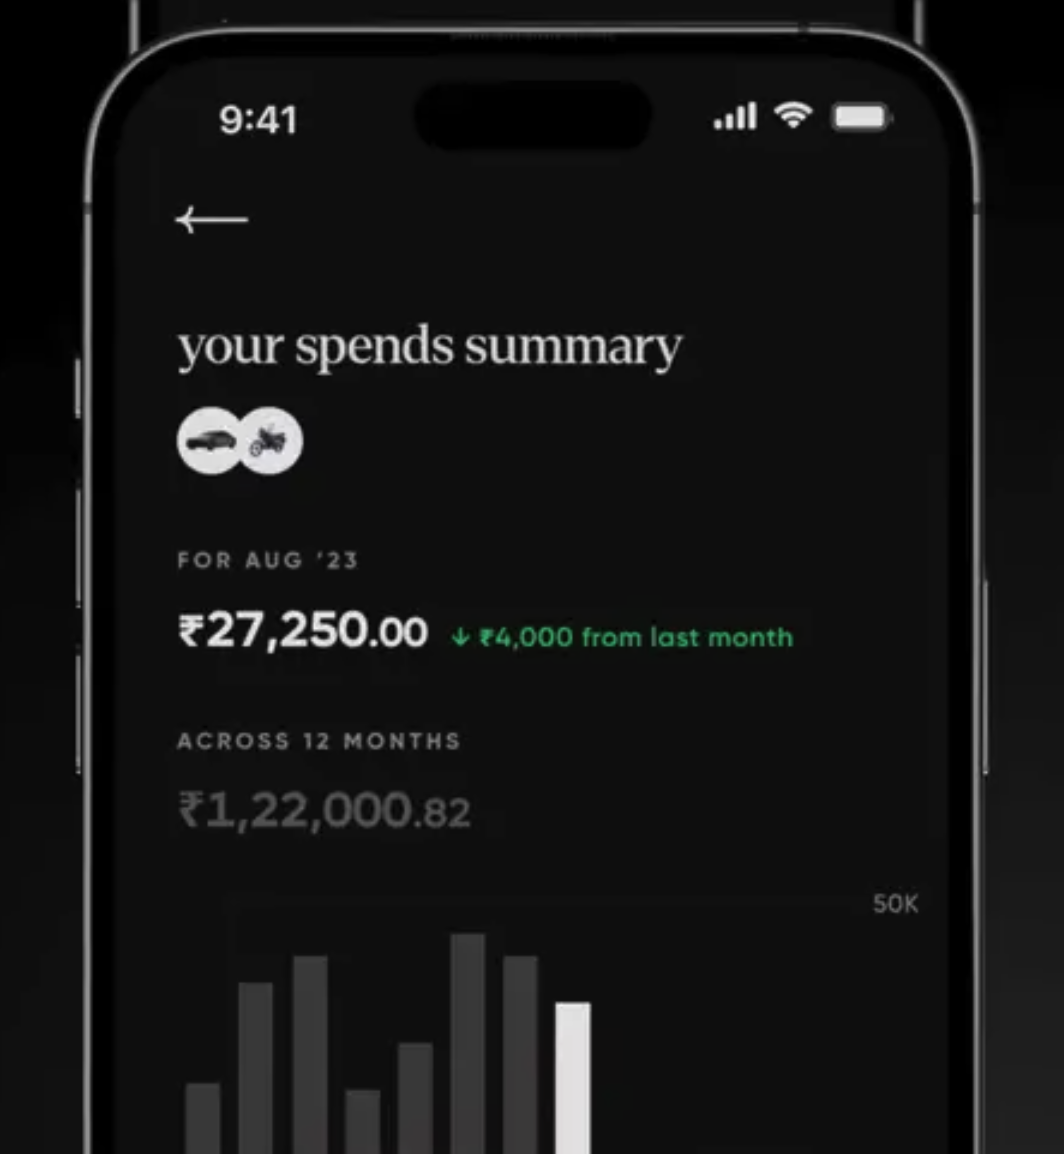 9:41
your spends summary
FOR AUG ’23
₹27,250.00 ↓ ₹4,000 from last month
ACROSS 12 MONTHS
₹1,22,000.82
50K